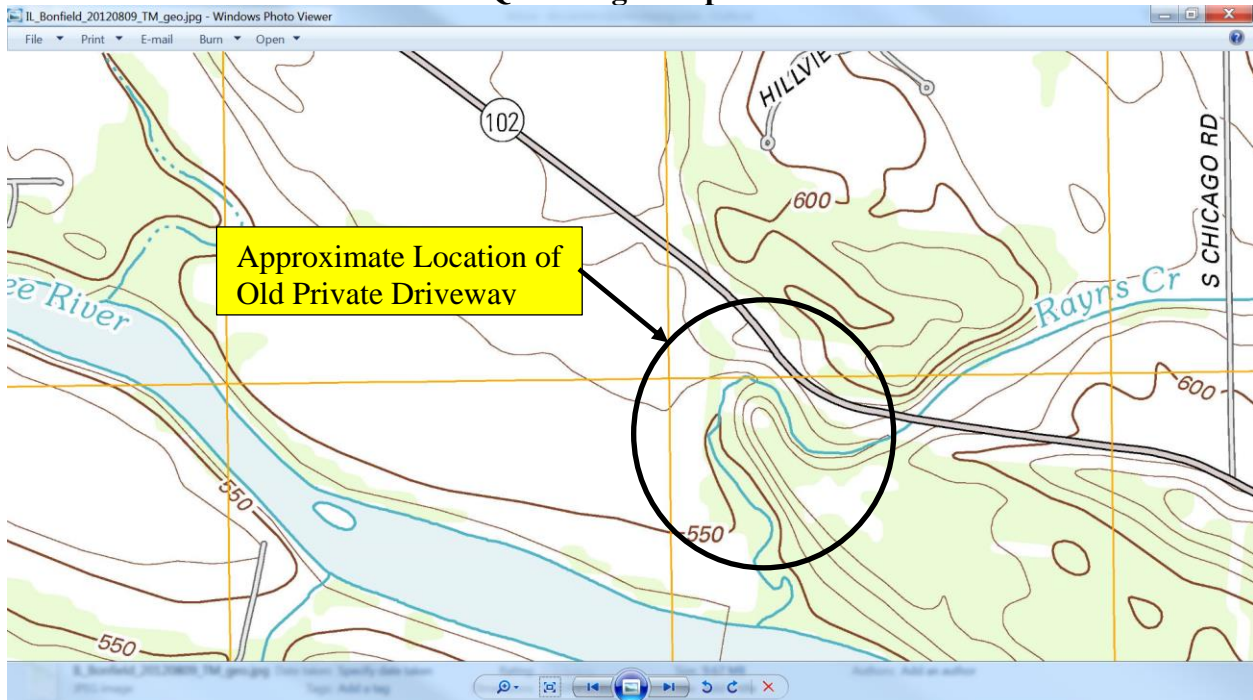 IL_Bonfield_20120809_TM_geo.jpg - Windows Photo Viewer
File Print E-mail Burn Open
102
HILLVIE
S CHICAGO RD
600
Approximate Location of
Old Private Driveway
ee River
Rayns Cr
600
550
550
550